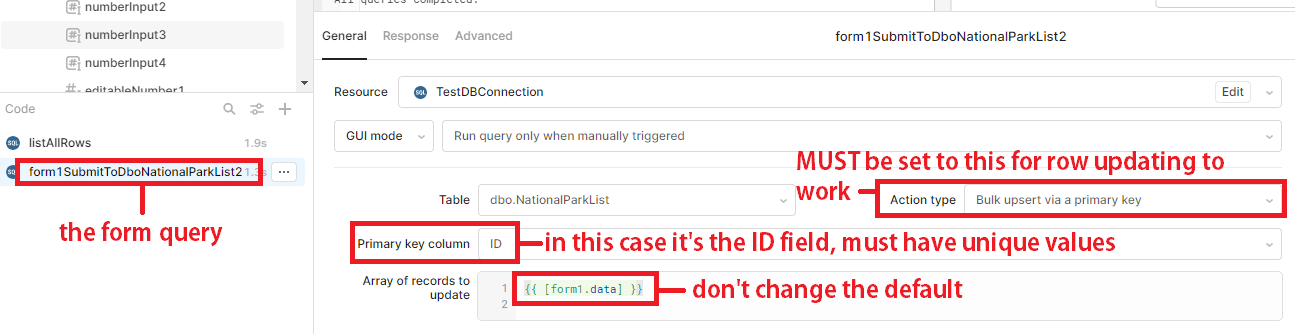 numberInput2
numberInput3
numberInput4
editableNumber1
Code
listAllRows 1.9s
form1SubmitToDboNationalParkList2 1.3s
the form query
All queries completed.
General Response Advanced form1SubmitToDboNationalParkList2
Resource TestDBConnection Edit
GUI mode Run query only when manually triggered
MUST be set to this for row updating to
work
Table dbo.NationalParkList Action type Bulk upsert via a primary key
Primary key column ID in this case it's the ID field, must have unique values
Array of records to
update
1 {{ [form1.data] }} don't change the default
2